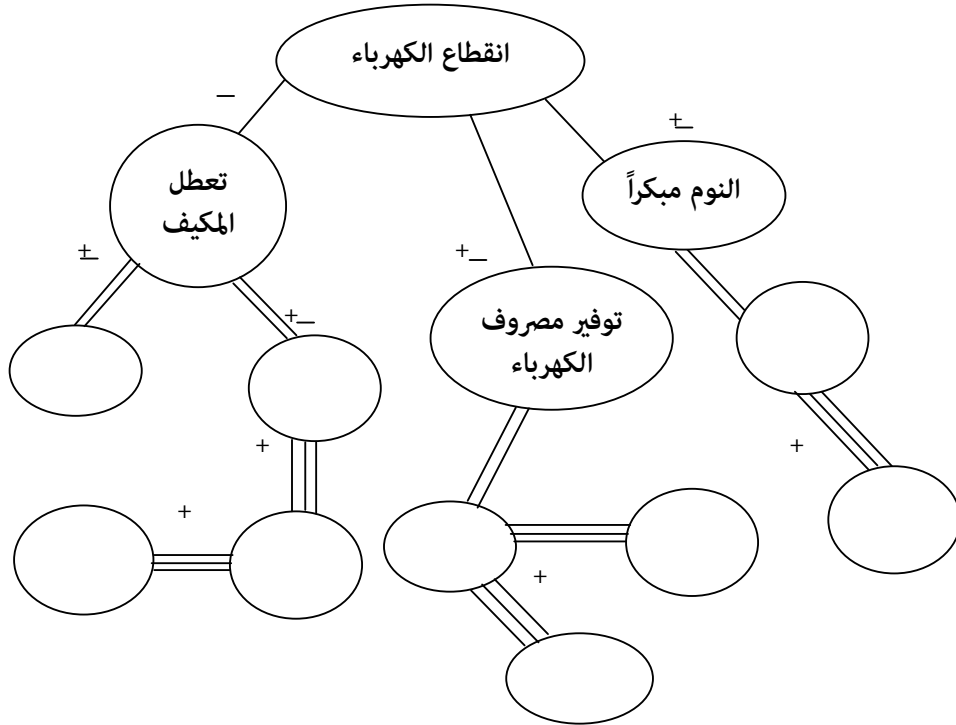 انقطاع الكهرباء
_
+_
تعطل
المكيف
النوم مبكراً
+_
+_
+_
توفير مصروف
الكهرباء
+
+
+
+